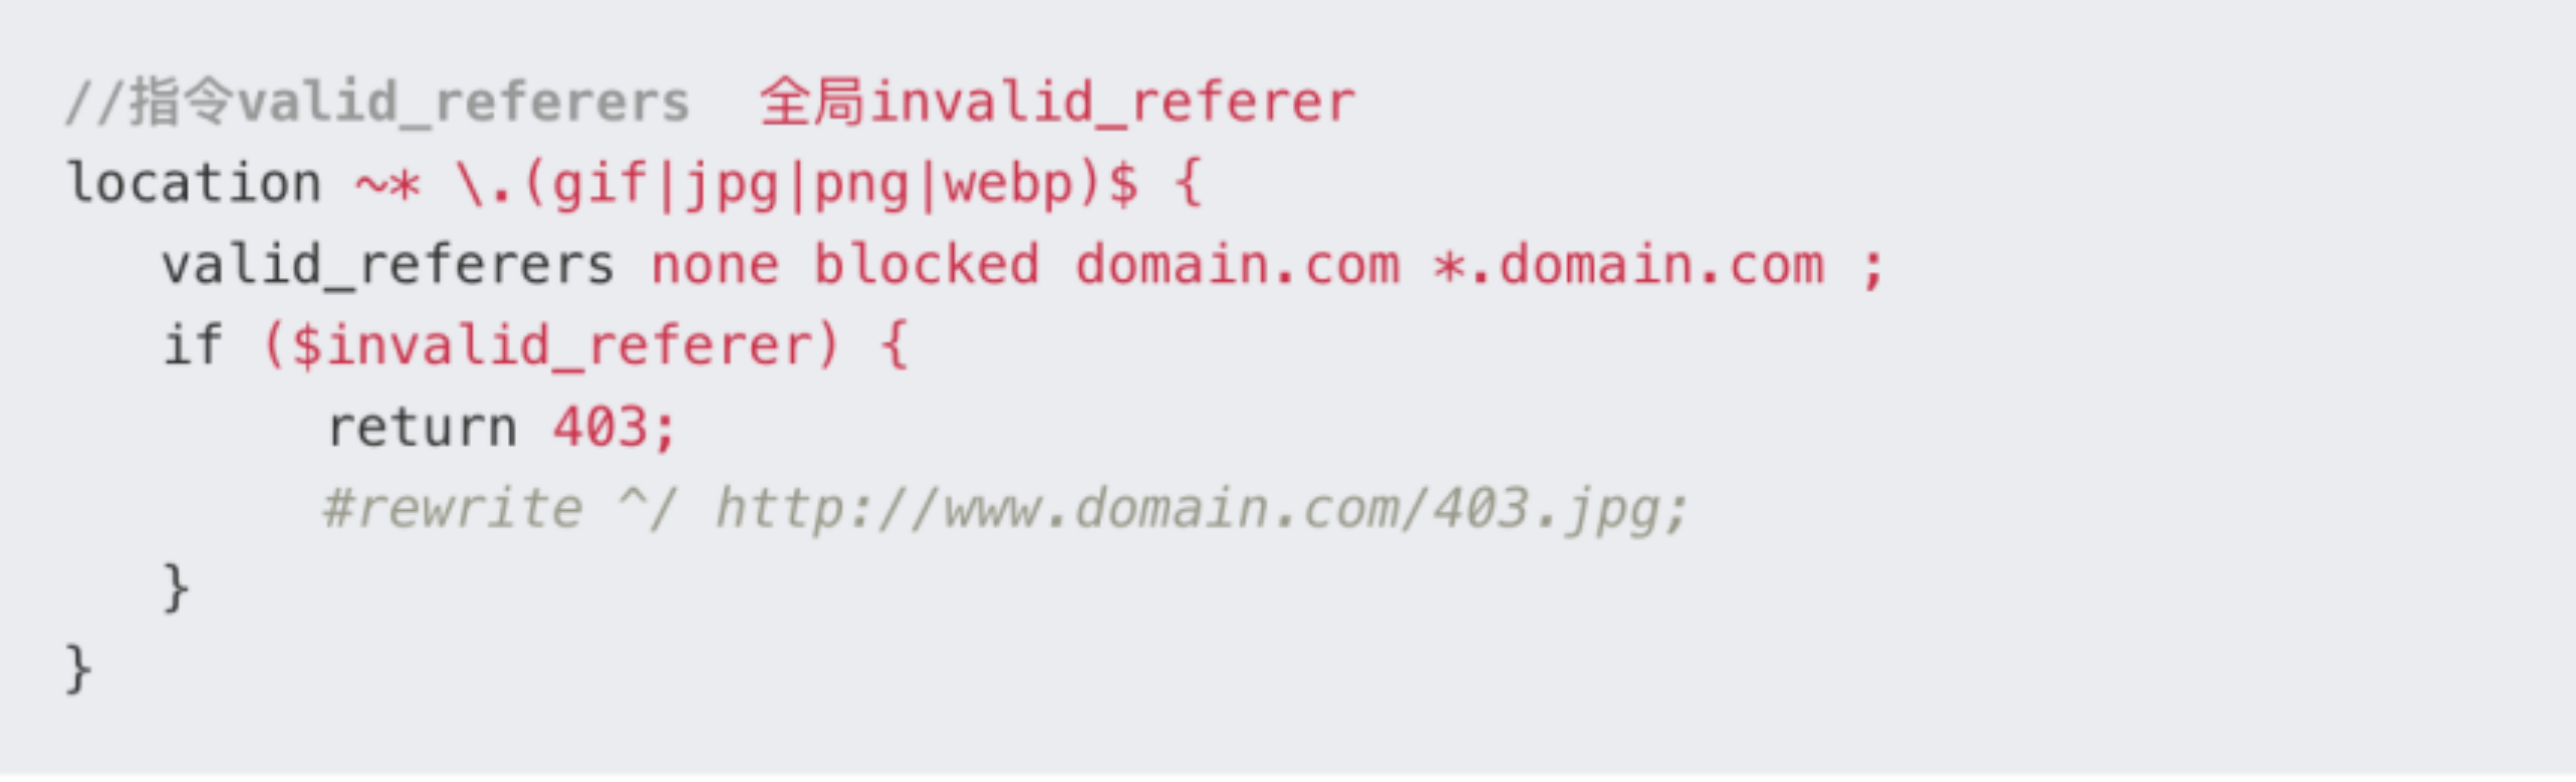 //指令valid_referers  全局invalid_referer
location ~* \.(gif|jpg|png|webp)$ {
   valid_referers none blocked domain.com *.domain.com ;
   if ($invalid_referer) {
        return 403;
        #rewrite ^/ http://www.domain.com/403.jpg;
   }
}